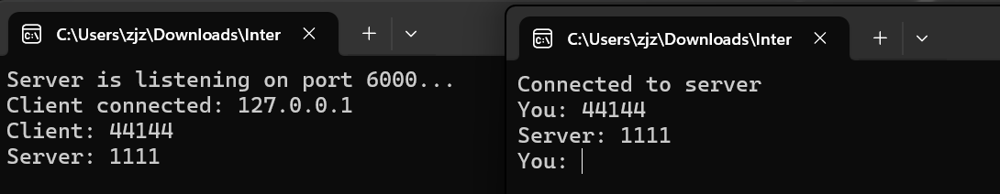 C:\Users\zjz\Downloads\Inter
Server is listening on port 6000...
Client connected: 127.0.0.1
Client: 44144
Server: 1111
C:\Users\zjz\Downloads\Inter
Connected to server
You: 44144
Server: 1111
You: